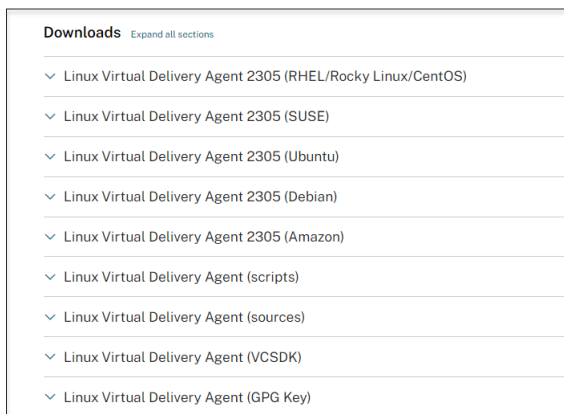 Downloads Expand all sections
Linux Virtual Delivery Agent 2305 (RHEL/Rocky Linux/CentOS)
Linux Virtual Delivery Agent 2305 (SUSE)
Linux Virtual Delivery Agent 2305 (Ubuntu)
Linux Virtual Delivery Agent 2305 (Debian)
Linux Virtual Delivery Agent 2305 (Amazon)
Linux Virtual Delivery Agent (scripts)
Linux Virtual Delivery Agent (sources)
Linux Virtual Delivery Agent (VCSDK)
Linux Virtual Delivery Agent (GPG Key)